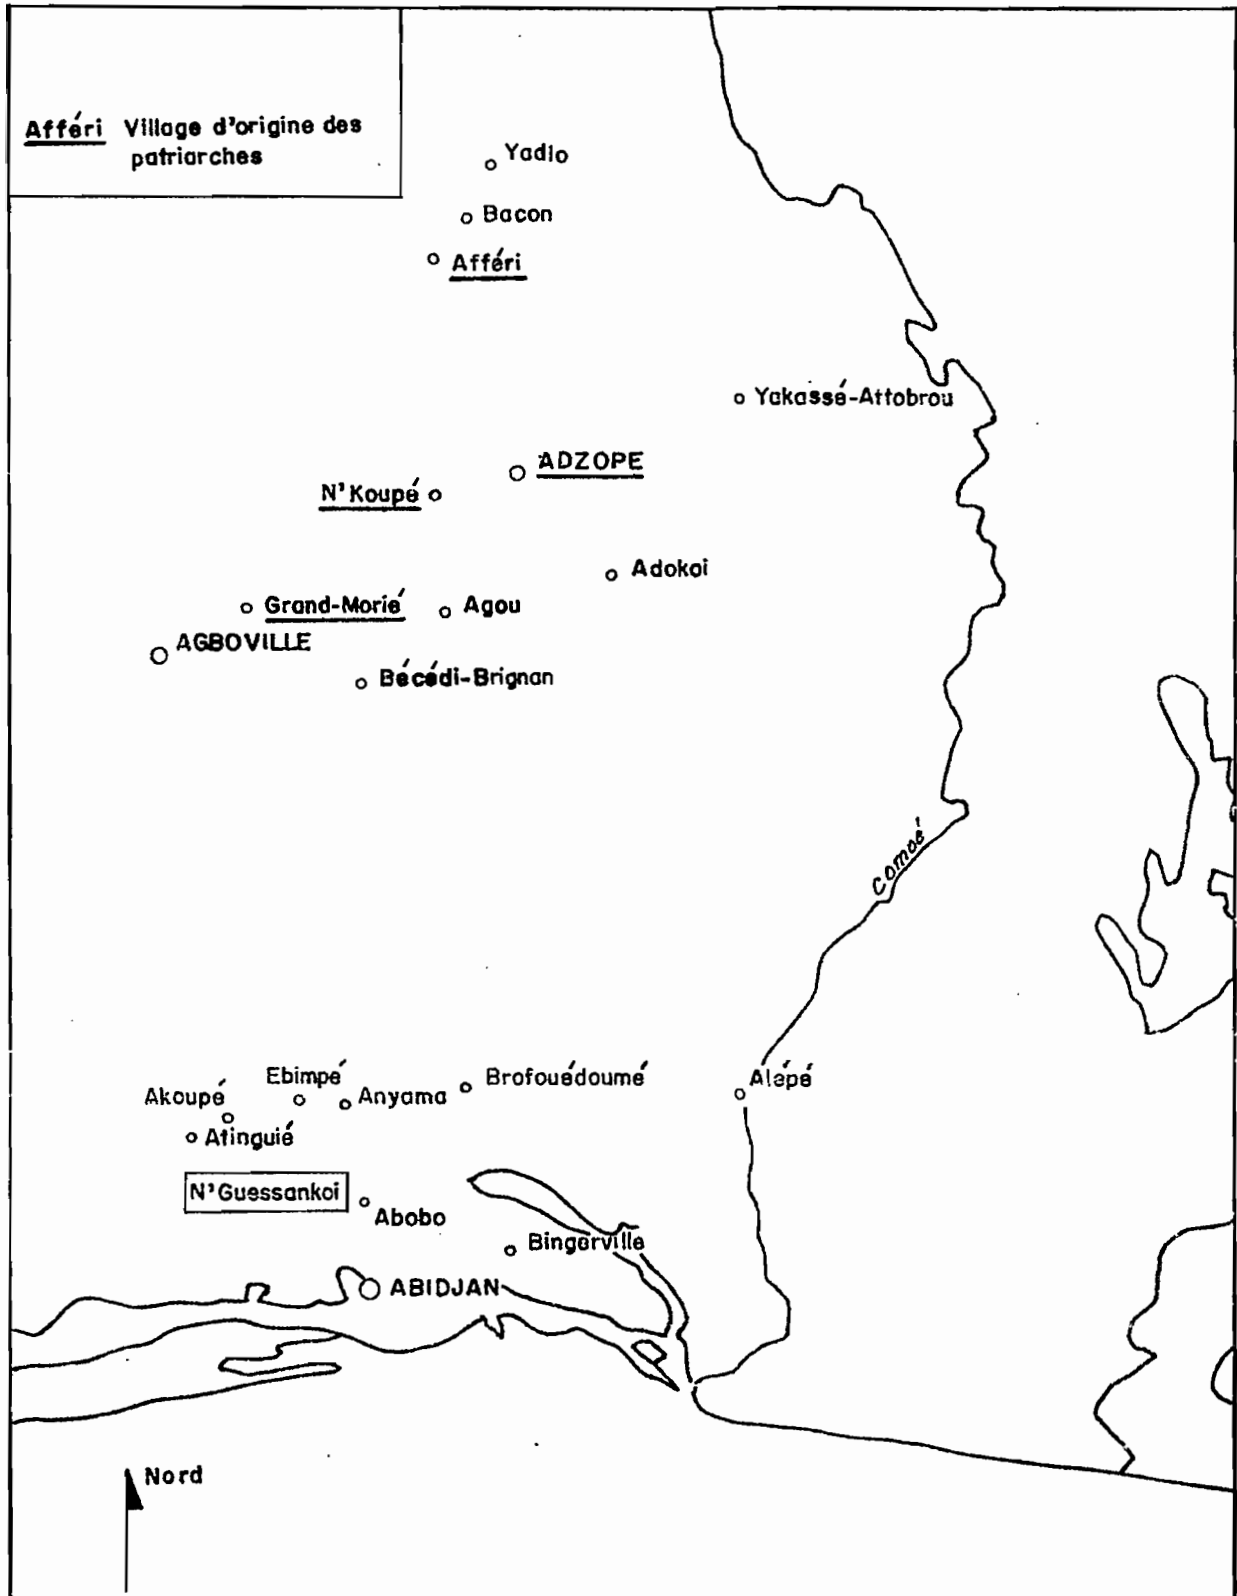 Afféri Village d'origine des
patriarches
Yadio
Bacon
Afféri
Yakassé-Attobrou
ADZOPE
N'Koupé
Adokoi
Grand-Morié
Agou
AGBOVILLE
Bécédi-Brignan
Comoé
Ebimpé
Brofouédoumé
Alépé
Akoupé
Anyama
Atinguié
N'Guessankoi
Abobo
Bingerville
ABIDJAN
Nord